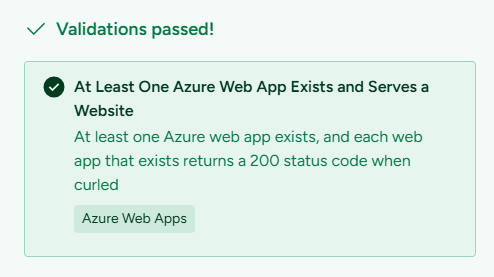 Validations passed!
At Least One Azure Web App Exists and Serves a
Website
At least one Azure web app exists, and each web
app that exists returns a 200 status code when
curled
Azure Web Apps